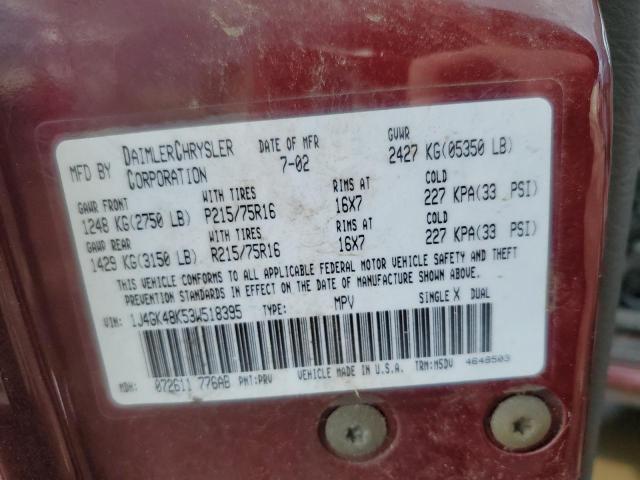 MFD BY DAIMLERCHRYSLER CORPORATION DATE OF MFR 7-02 GVWR 2427 KG(05350 LB)
GAWR FRONT WITH TIRES RIMS AT COLD
1248 KG(2750 LB) P215/75R16 16X7 227 KPA(33 PSI)
GAWR REAR WITH TIRES RIMS AT COLD
1429 KG(3150 LB) P215/75R16 16X7 227 KPA(33 PSI)
THIS VEHICLE CONFORMS TO ALL APPLICABLE FEDERAL MOTOR VEHICLE SAFETY AND THEFT
PREVENTION STANDARDS IN EFFECT ON THE DATE OF MANUFACTURE SHOWN ABOVE.
VIN: 1J4GK48K53W518395 TYPE: MPV SINGLE X DUAL
MDH: 072611 776AB PNT:PRV VEHICLE MADE IN U.S.A. TRM:M5DV 4648503